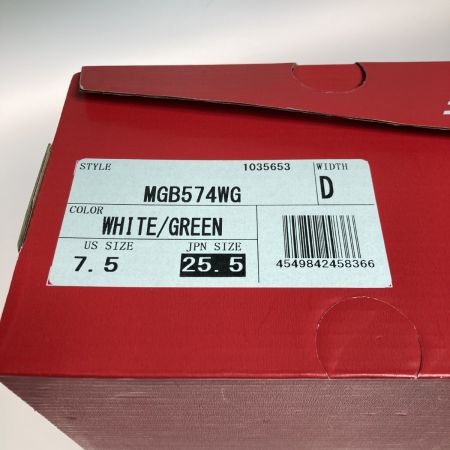 STYLE 1035653 WIDTH
MGB574WG D
COLOR
WHITE/GREEN
US SIZE JPN SIZE
7.5 25.5
4549842458366